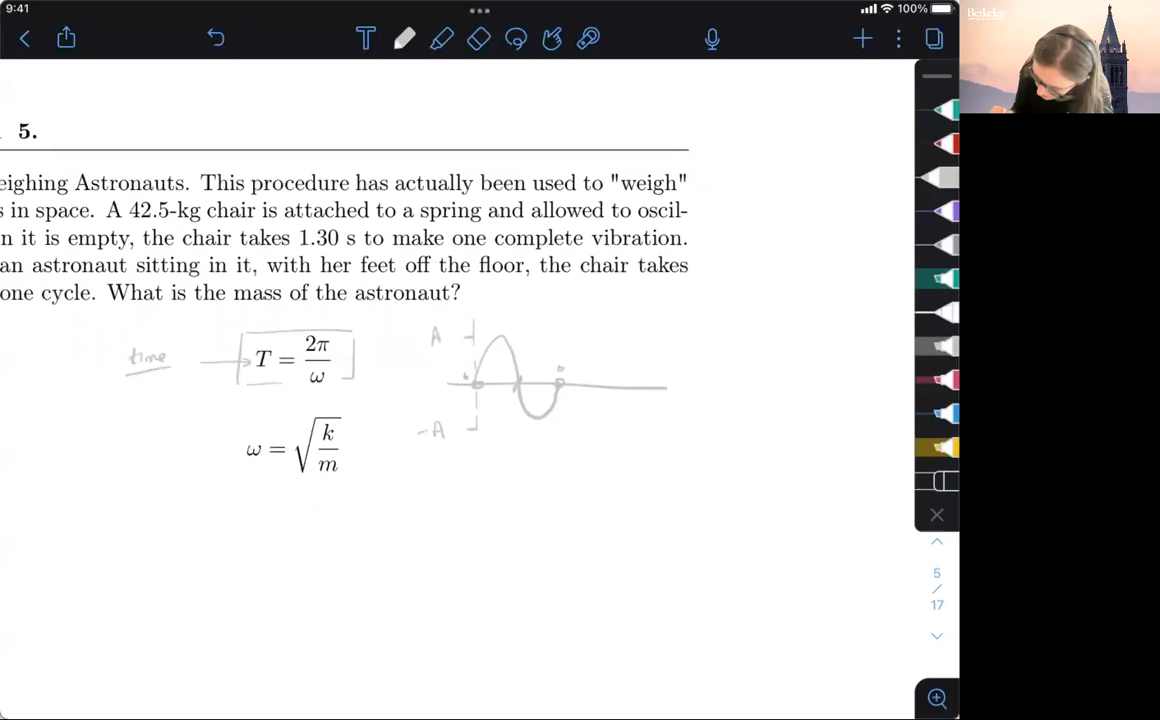 9:41
100%
Berkeley
5.
eighing Astronauts. This procedure has actually been used to "weigh"
s in space. A 42.5-kg chair is attached to a spring and allowed to oscil-
n it is empty, the chair takes 1.30 s to make one complete vibration.
an astronaut sitting in it, with her feet off the floor, the chair takes
one cycle. What is the mass of the astronaut?
time
T = 2π/ω
A
-A
ω = √(k/m)
5
/
17